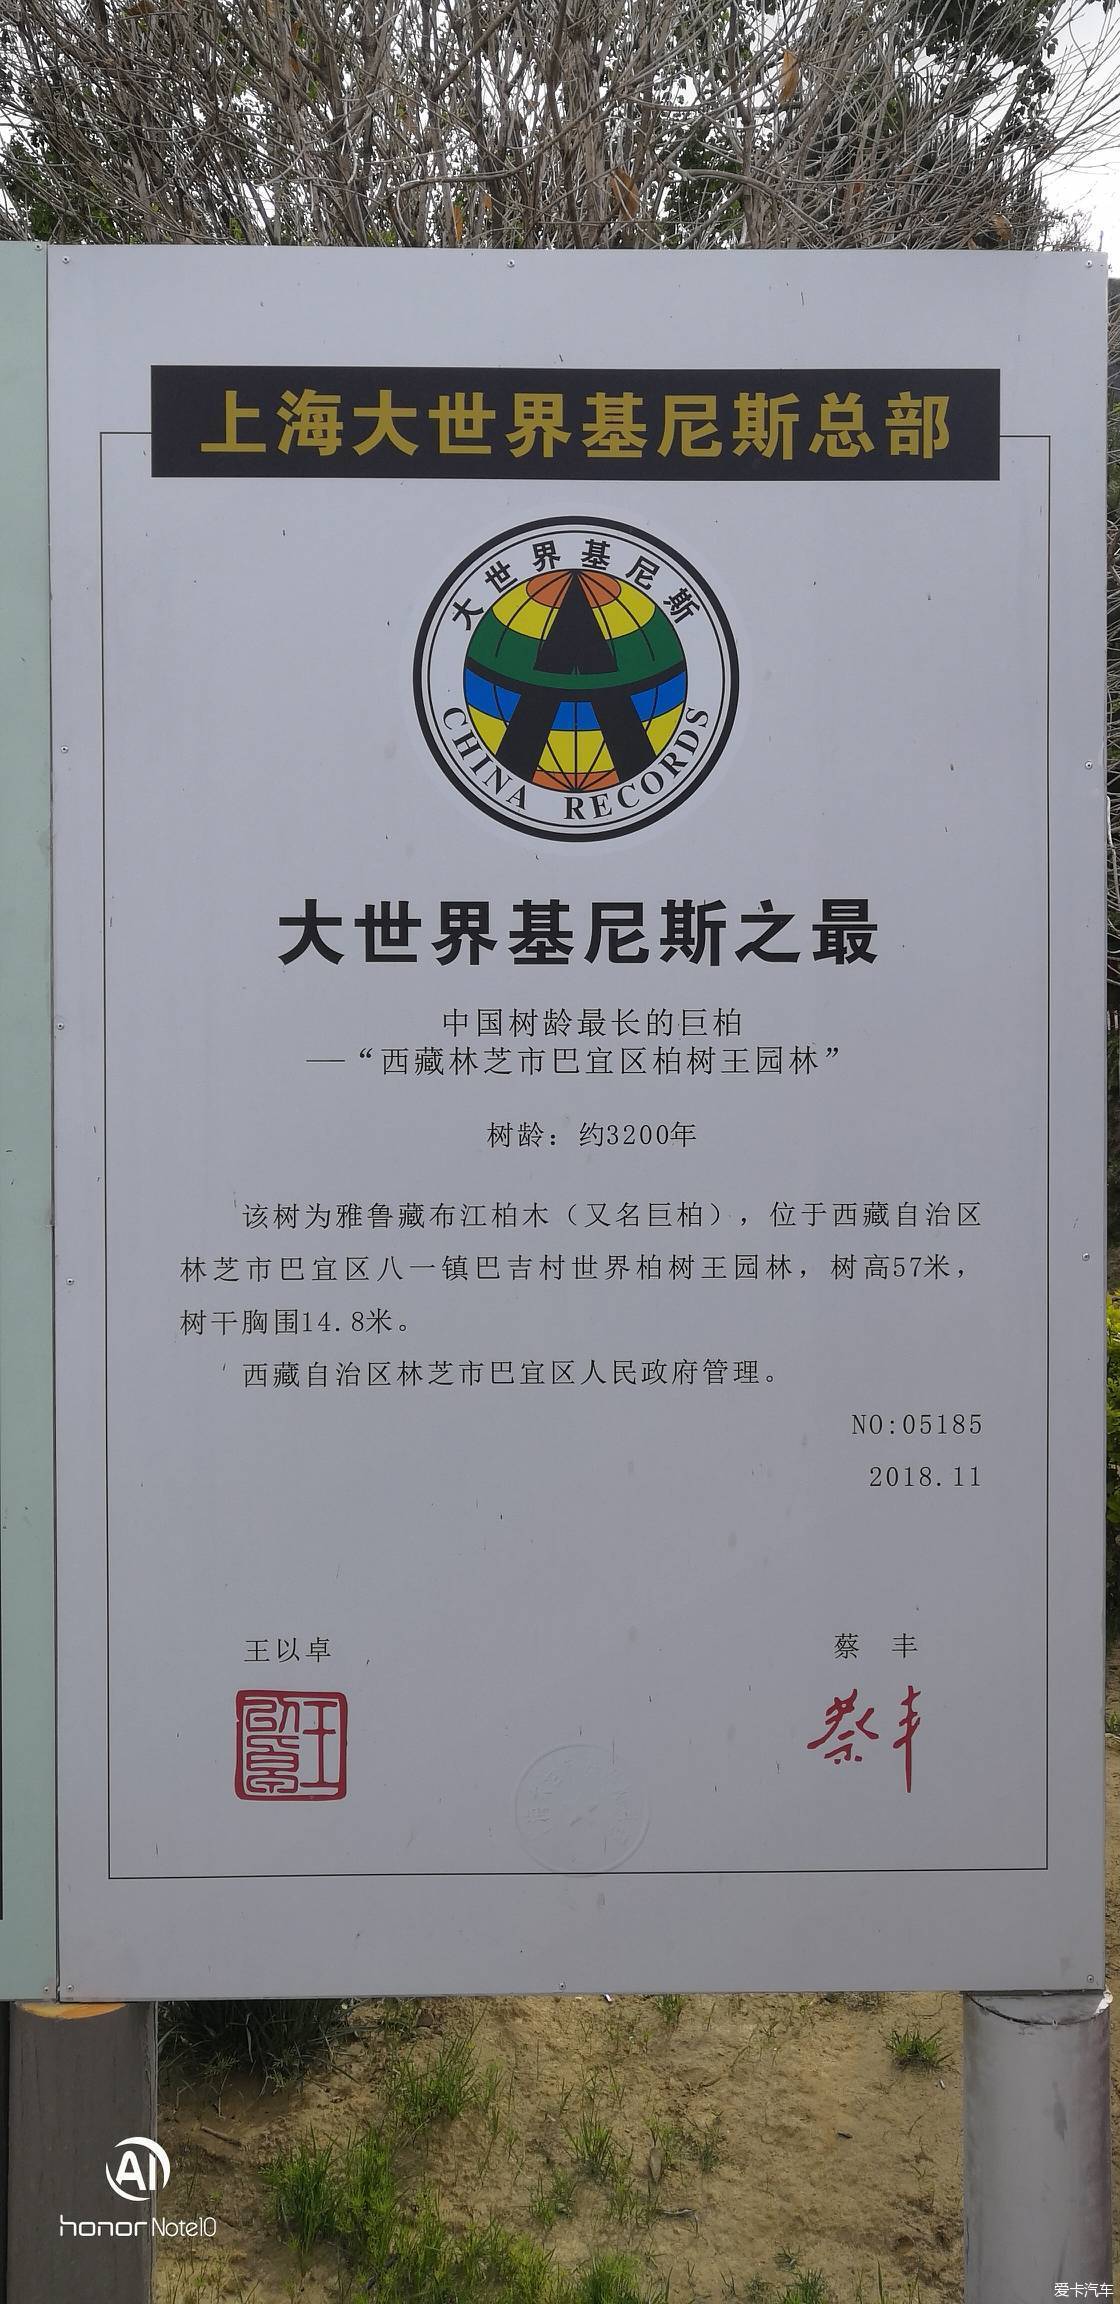 上海大世界基尼斯总部
大世界基尼斯
CHINA RECORDS
大世界基尼斯之最
中国树龄最长的巨柏
——“西藏林芝市巴宜区柏树王园林”
树龄：约3200年
该树为雅鲁藏布江柏木（又名巨柏），位于西藏自治区
林芝市巴宜区八一镇巴吉村世界柏树王园林，树高57米，
树干胸围14.8米。
西藏自治区林芝市巴宜区人民政府管理。
NO:05185
2018.11
王以卓
蔡 丰
蔡丰
AI
honor Note10
爱卡汽车